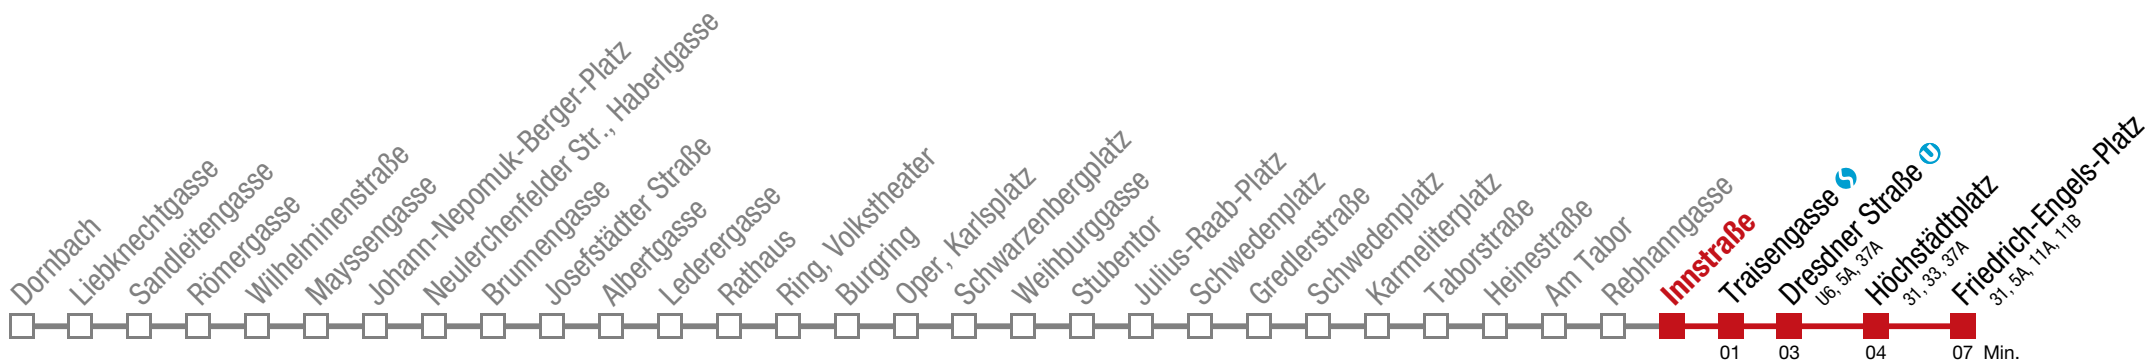 Dornbach
Liebknechtgasse
Sandleitengasse
Römergasse
Wilhelminenstraße
Mayssengasse
Johann-Nepomuk-Berger-Platz
Neulerchenfelder Str., Haberlgasse
Brunnengasse
Josefstädter Straße
Albertgasse
Lederergasse
Rathaus
Ring, Volkstheater
Burgring
Oper, Karlsplatz
Schwarzenbergplatz
Weihburggasse
Stubentor
Julius-Raab-Platz
Schwedenplatz
Gredlerstraße
Schwedenplatz
Karmeliterplatz
Taborstraße
Heinestraße
Am Tabor
Rebhanngasse
Innstraße
Traisengasse S
Dresdner Straße U
U6, 5A, 37A
Höchstädtplatz
31, 33, 37A
Friedrich-Engels-Platz
31, 5A, 11A, 11B
01 03 04 07 Min.